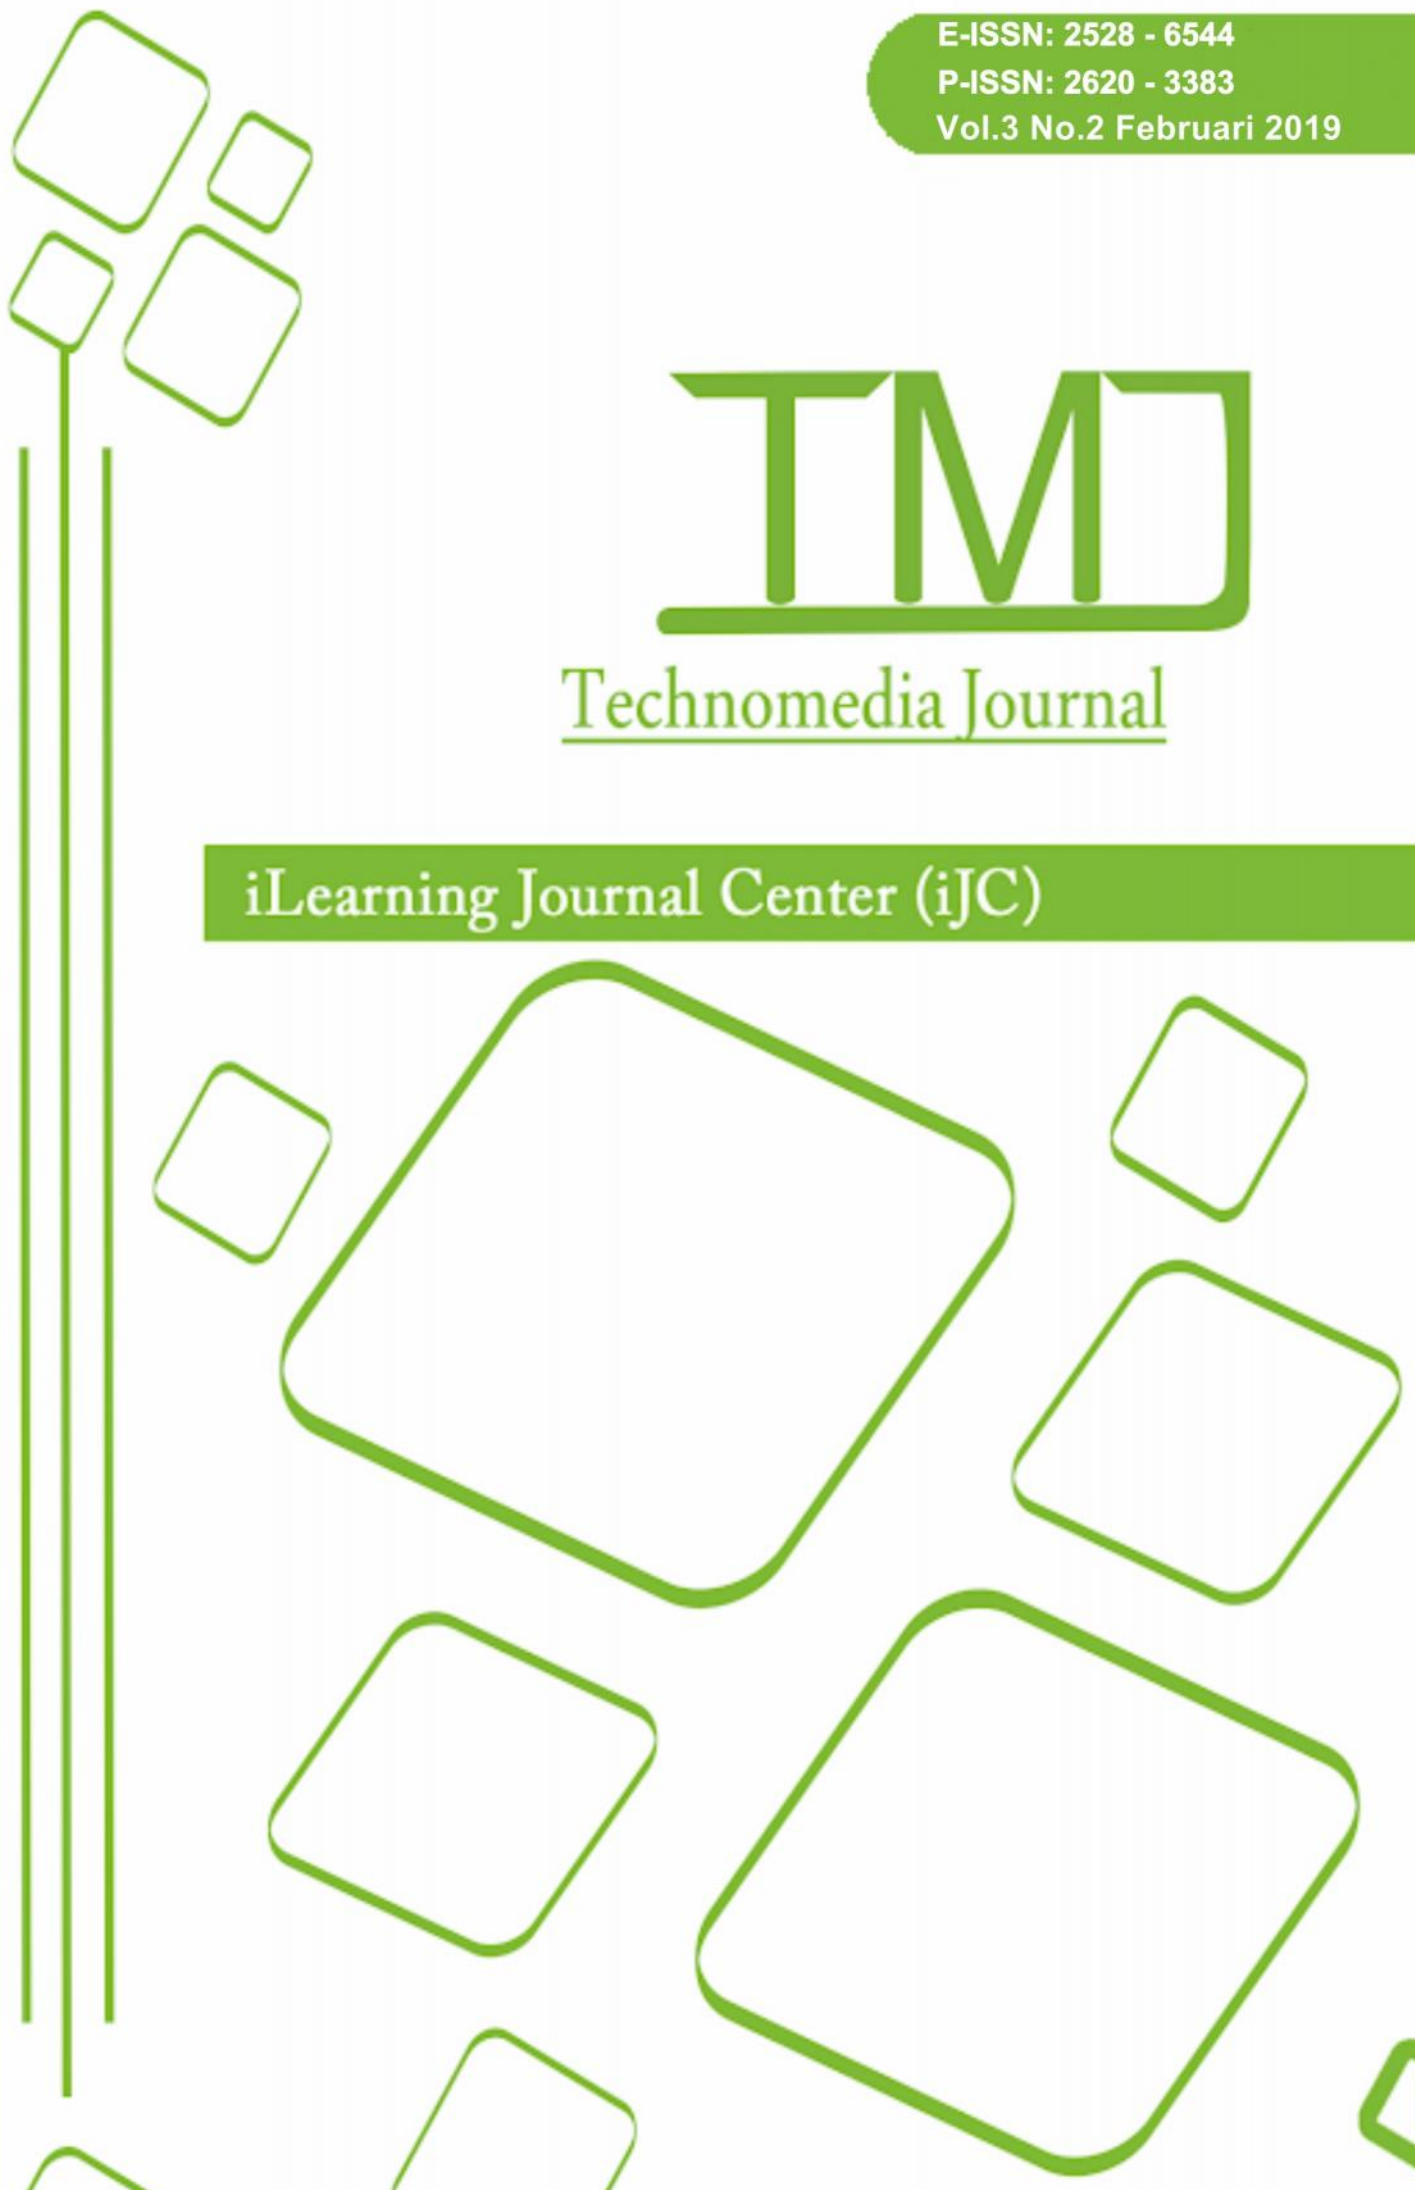 E-ISSN: 2528 - 6544
P-ISSN: 2620 - 3383
Vol.3 No.2 Februari 2019
TMJ
Technomedia Journal
iLearning Journal Center (iJC)